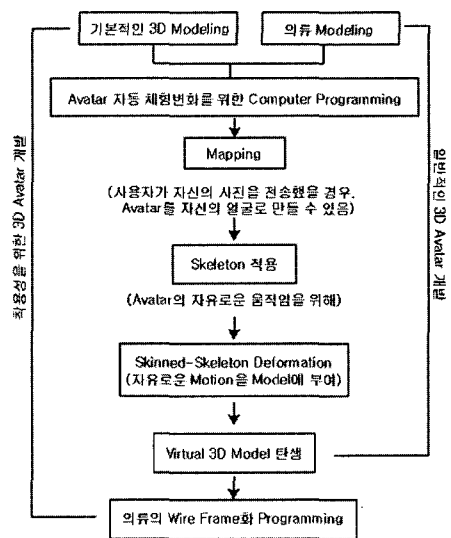 기본적인 3D Modeling
의류 Modeling
Avatar 자동 체형변화를 위한 Computer Programming
Mapping
(사용자가 자신의 사진을 전송했을 경우,
Avatar를 자신의 얼굴로 만들 수 있음)
Skeleton 적용
(Avatar의 자유로운 움직임을 위해)
Skinned-Skeleton Deformation
(자유로운 Motion을 Model에 부여)
Virtual 3D Model 탄생
의류의 Wire Frame화 Programming
착용성을 위한 3D Avatar 개발
일반적인 3D Avatar 개발